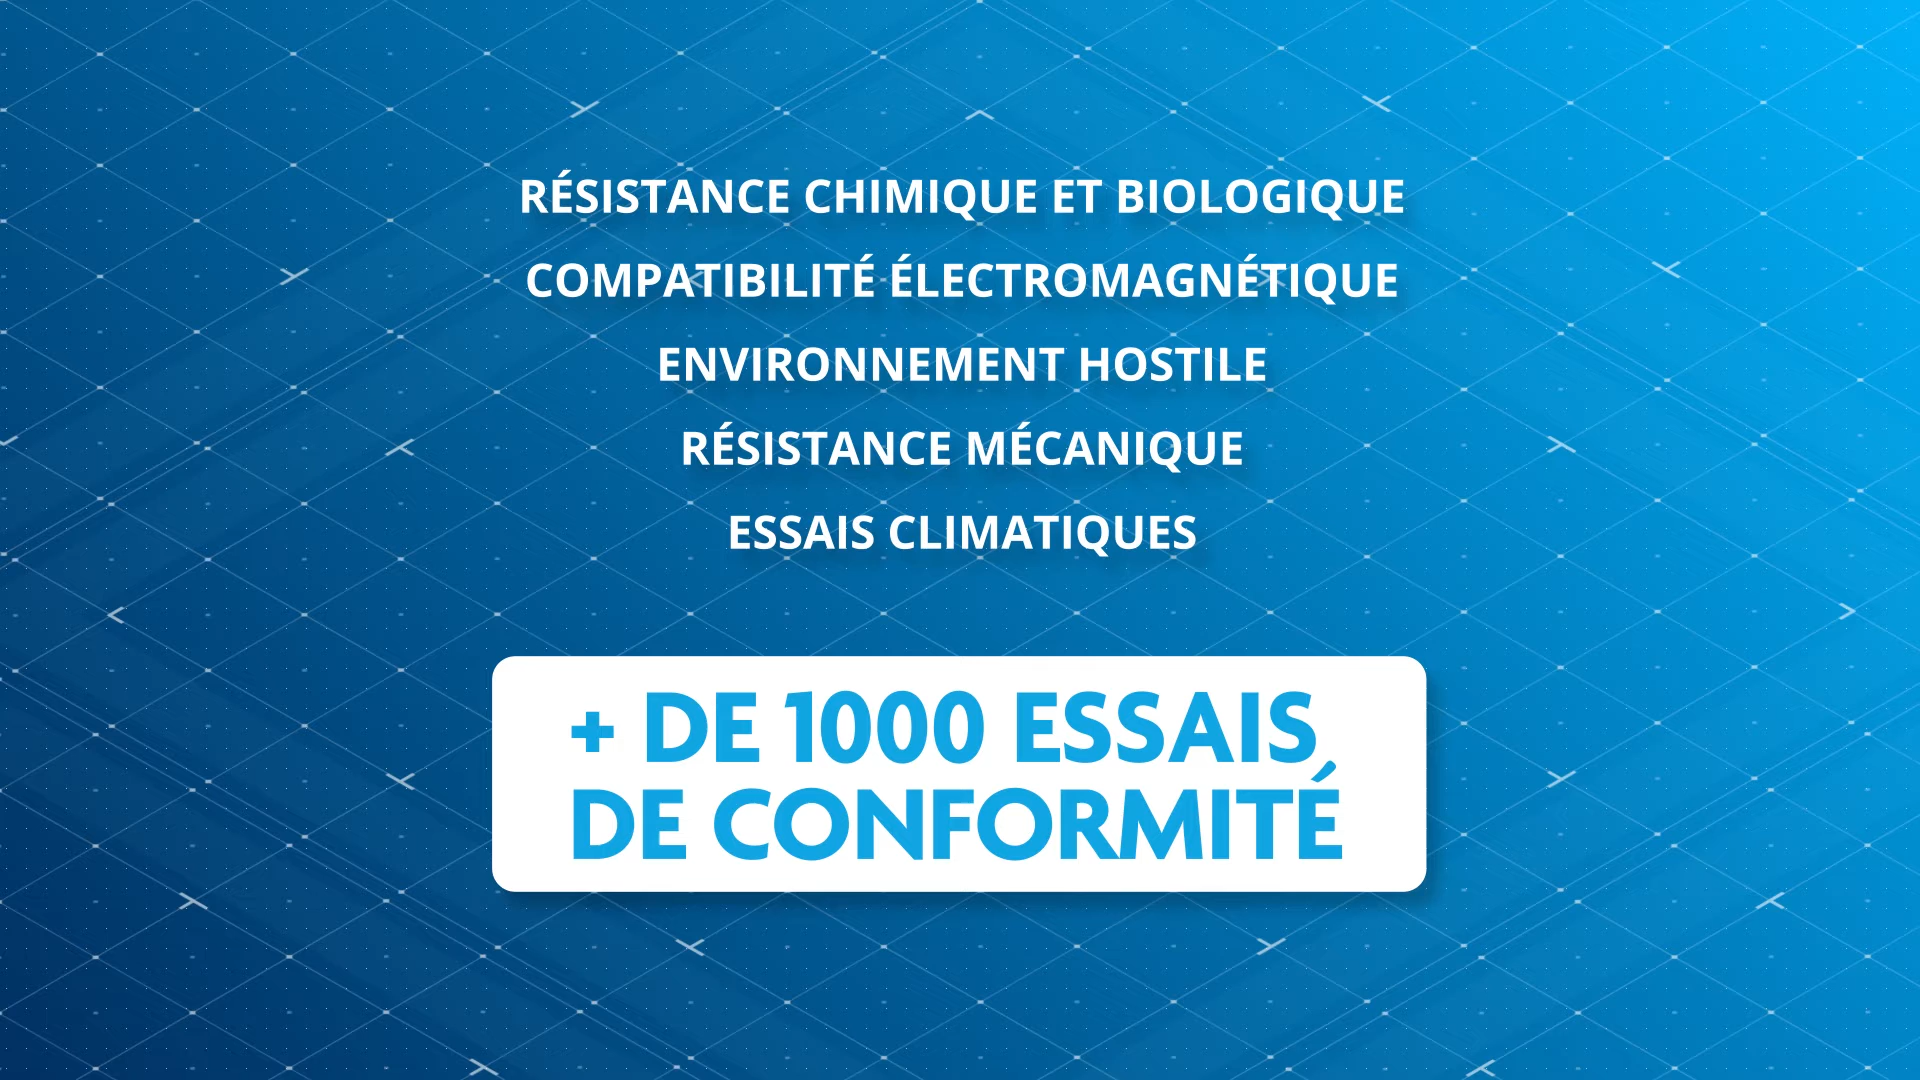 RÉSISTANCE CHIMIQUE ET BIOLOGIQUE
COMPATIBILITÉ ÉLECTROMAGNÉTIQUE
ENVIRONNEMENT HOSTILE
RÉSISTANCE MÉCANIQUE
ESSAIS CLIMATIQUES
+ DE 1000 ESSAIS
DE CONFORMITÉ